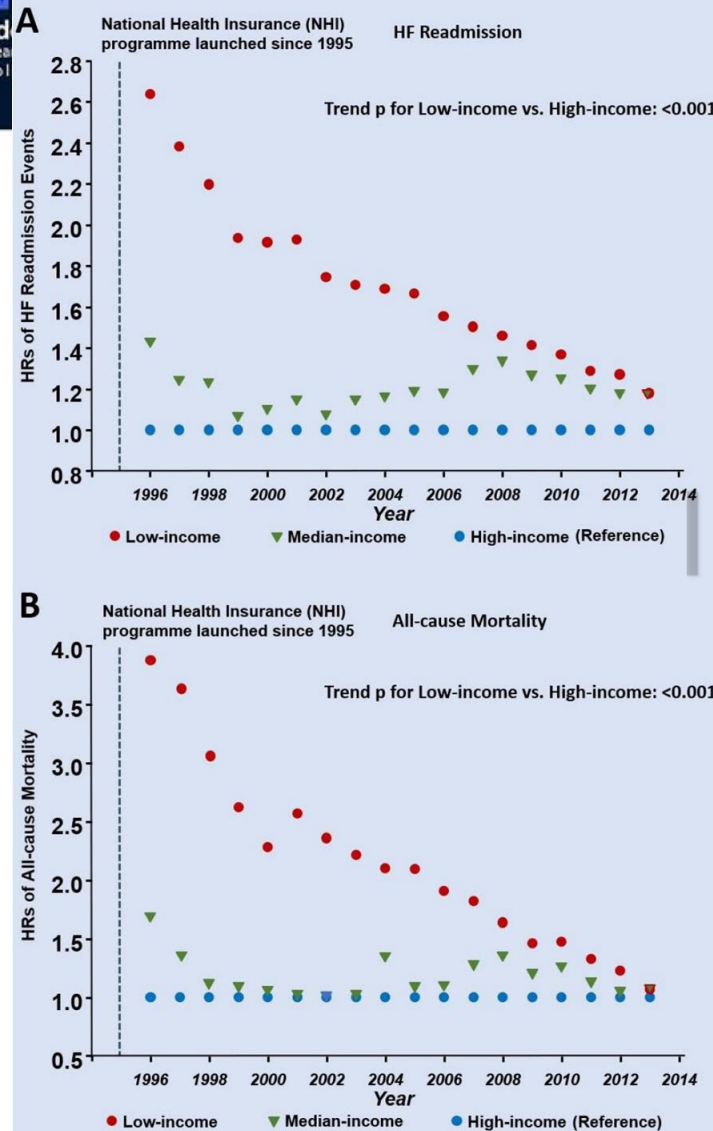 A
National Health Insurance (NHI)
programme launched since 1995
HF Readmission
Trend p for Low-income vs. High-income: <0.001
HRs of HF Readmission Events
2.8
2.6
2.4
2.2
2.0
1.8
1.6
1.4
1.2
1.0
0.8
1996 1998 2000 2002 2004 2006 2008 2010 2012 2014
Year
Low-income Median-income High-income (Reference)
B
National Health Insurance (NHI)
programme launched since 1995
All-cause Mortality
Trend p for Low-income vs. High-income: <0.001
HRs of All-cause Mortality
4.0
3.5
3.0
2.5
2.0
1.5
1.0
0.5
1996 1998 2000 2002 2004 2006 2008 2010 2012 2014
Year
Low-income Median-income High-income (Reference)